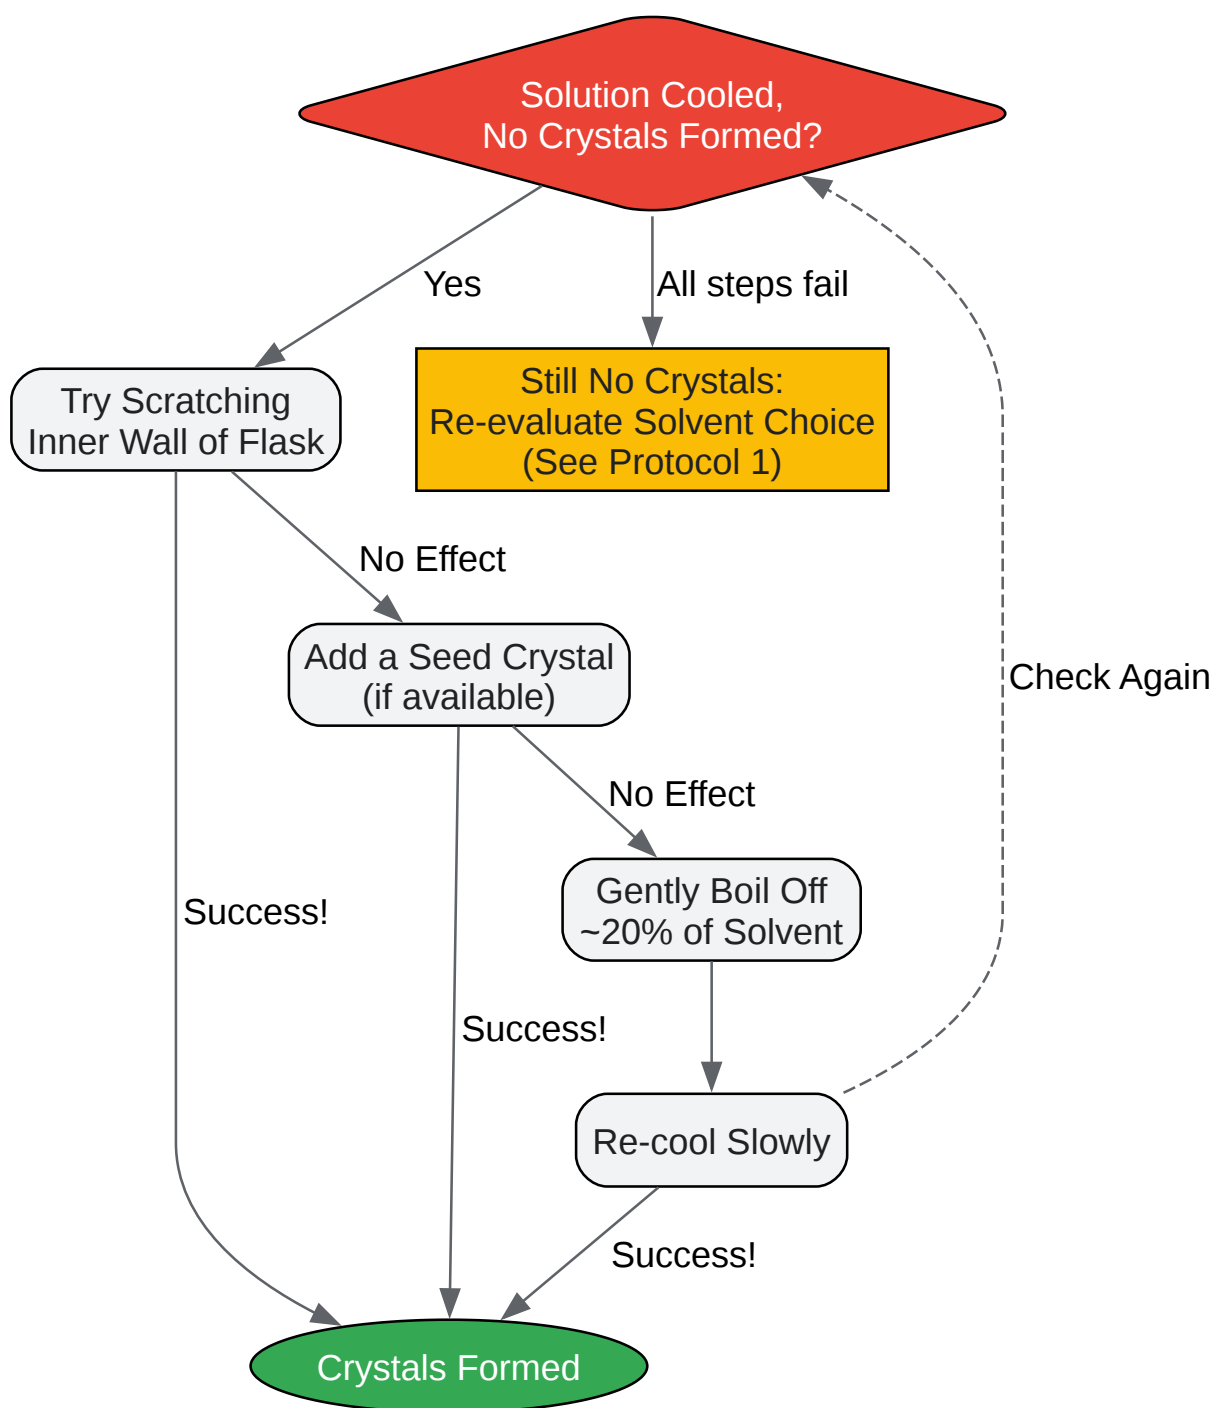 Solution Cooled,
No Crystals Formed?
Yes
All steps fail
Try Scratching
Inner Wall of Flask
Still No Crystals:
Re-evaluate Solvent Choice
(See Protocol 1)
No Effect
Add a Seed Crystal
(if available)
Check Again
No Effect
Gently Boil Off
~20% of Solvent
Success!
Success!
Re-cool Slowly
Success!
Crystals Formed